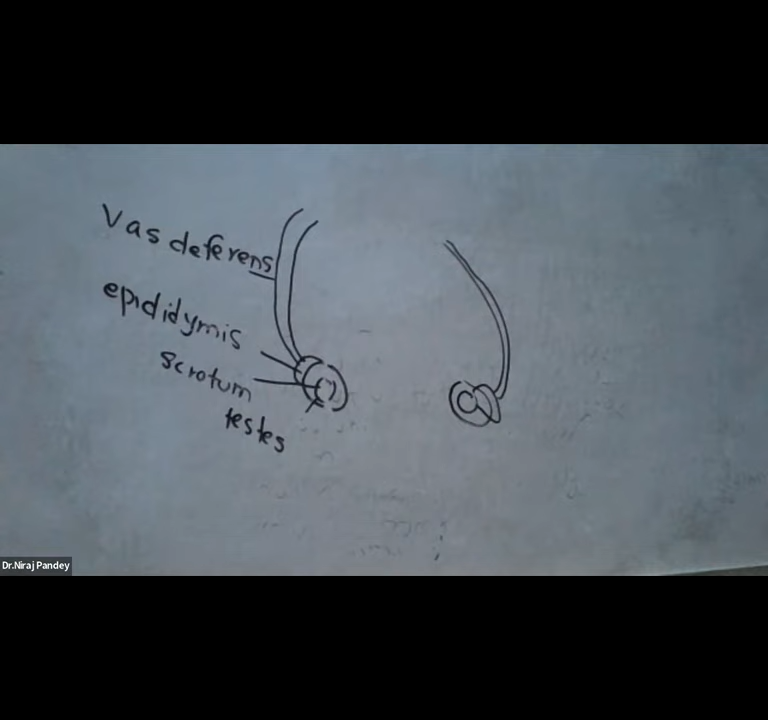 Vas deferens
epididymis
scrotum
testes
Dr.Niraj Pandey